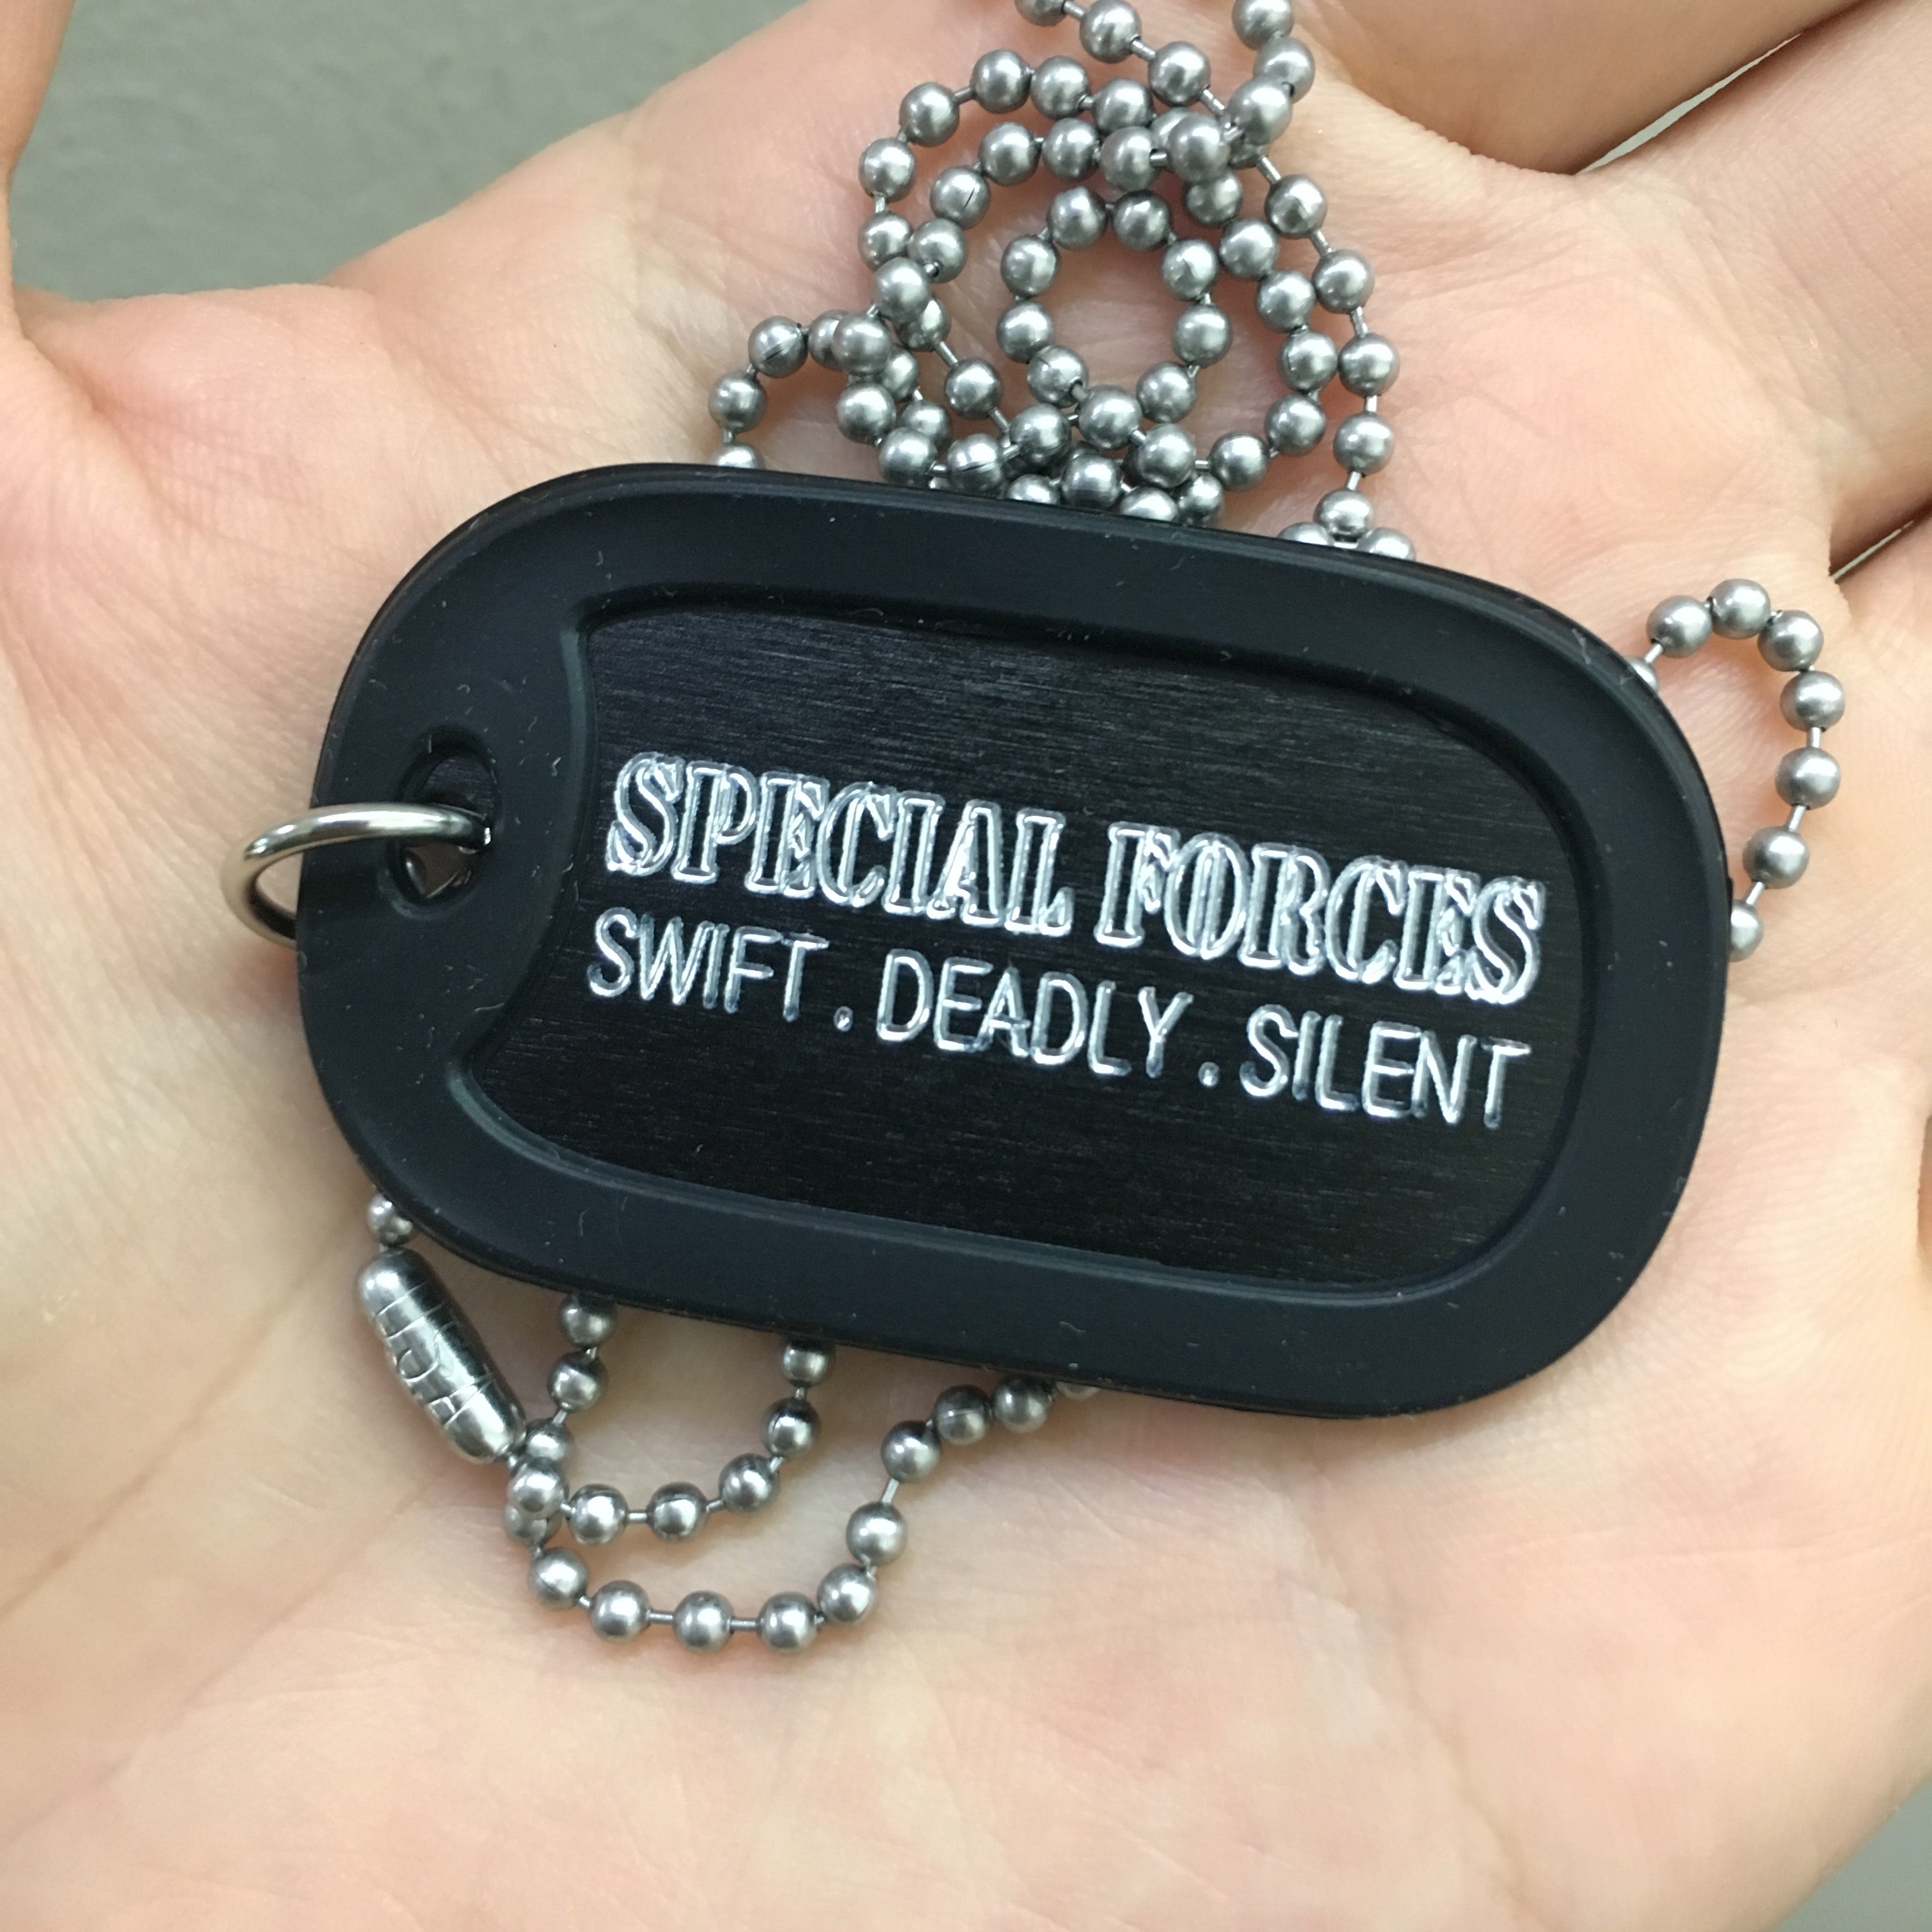 SPECIAL FORCES
SWIFT . DEADLY . SILENT